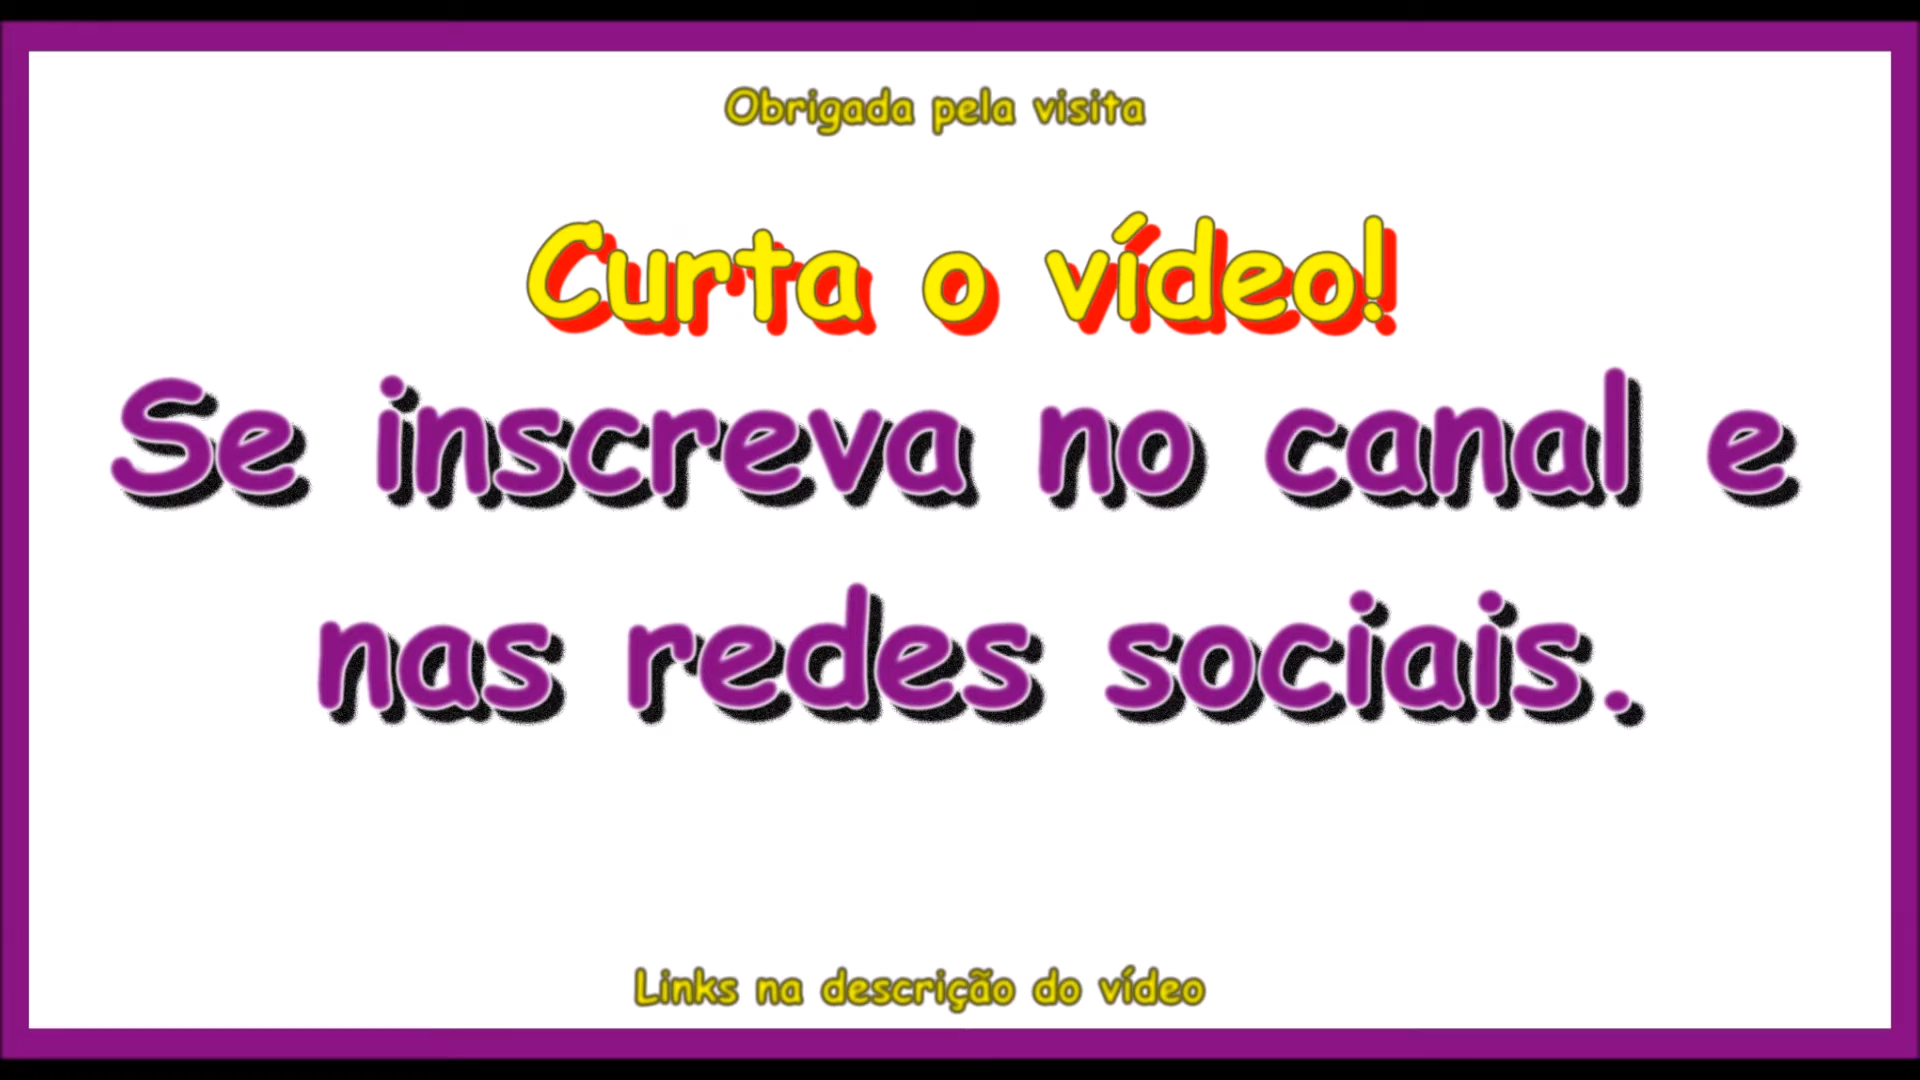 Obrigada pela visita
Curta o vídeo!
Se inscreva no canal e
nas redes sociais.
Links na descrição do vídeo